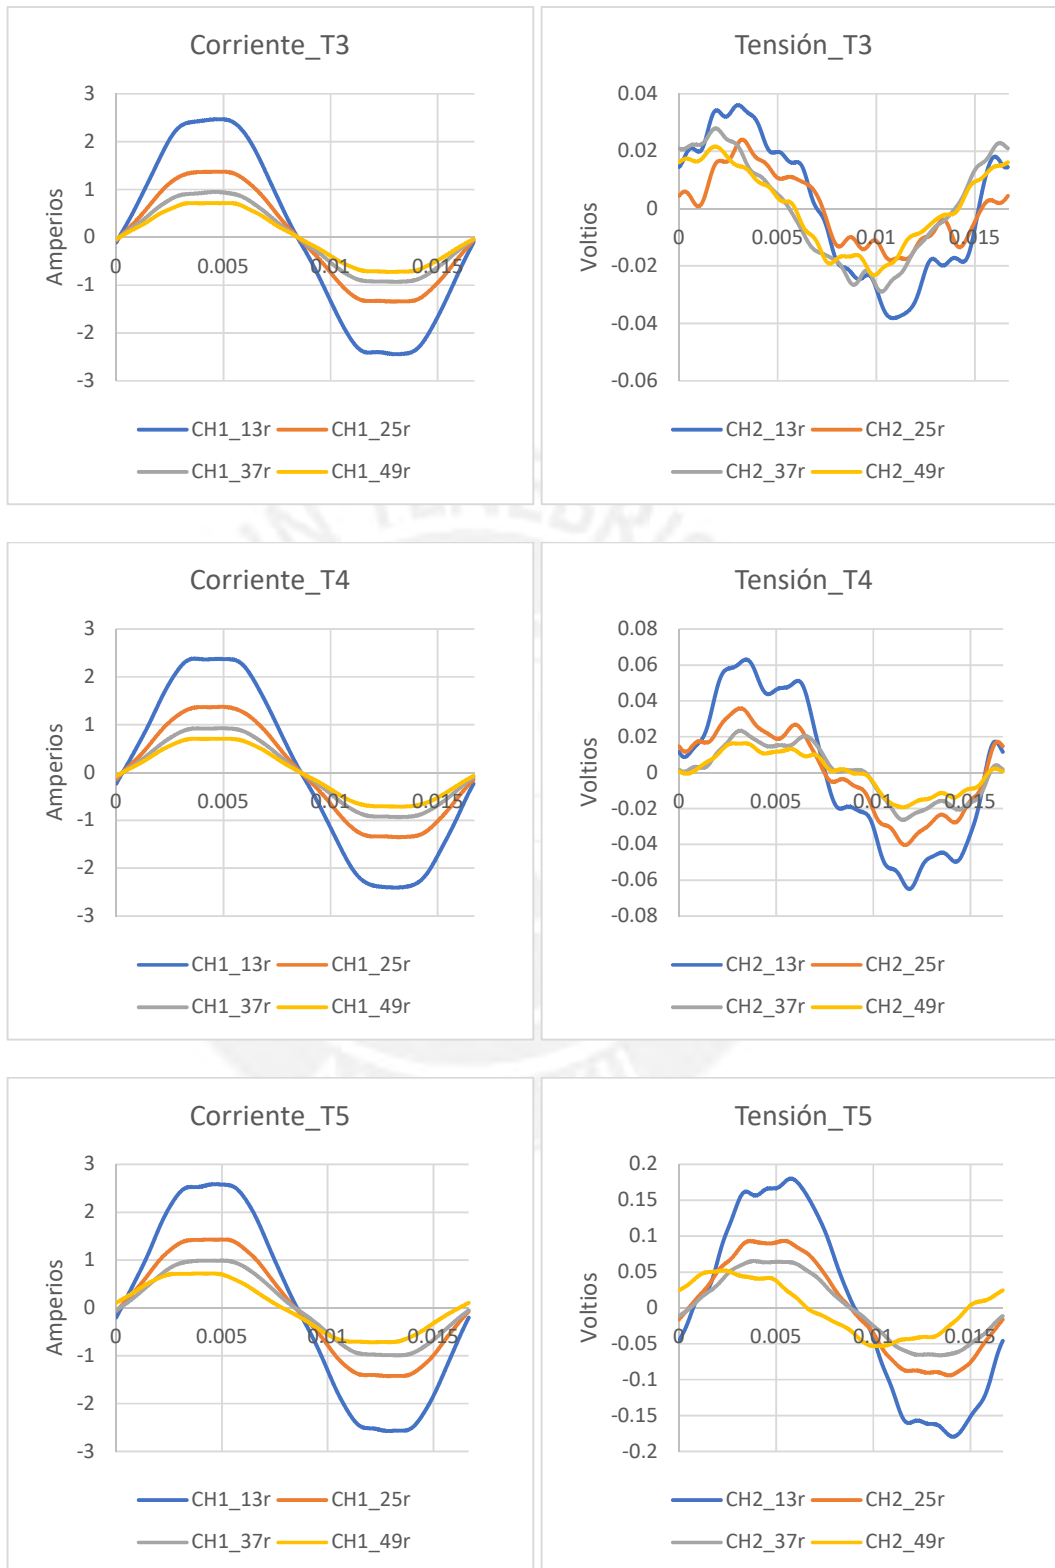 Corriente_T3
3
2
1
0
-1
-2
-3
0 0.005 0.01 0.015
Amperios
CH1_13r CH1_25r
CH1_37r CH1_49r
Tensión_T3
0.04
0.02
0
-0.02
-0.04
-0.06
0 0.005 0.01 0.015
Voltios
CH2_13r CH2_25r
CH2_37r CH2_49r
IN TENEBRIS
Corriente_T4
3
2
1
0
-1
-2
-3
0 0.005 0.01 0.015
Amperios
CH1_13r CH1_25r
CH1_37r CH1_49r
Tensión_T4
0.08
0.06
0.04
0.02
0
-0.02
-0.04
-0.06
-0.08
0 0.005 0.01 0.015
Voltios
CH2_13r CH2_25r
CH2_37r CH2_49r
Corriente_T5
3
2
1
0
-1
-2
-3
0 0.005 0.01 0.015
Amperios
CH1_13r CH1_25r
CH1_37r CH1_49r
Tensión_T5
0.2
0.15
0.1
0.05
0
-0.05
-0.1
-0.15
-0.2
0 0.005 0.01 0.015
Voltios
CH2_13r CH2_25r
CH2_37r CH2_49r